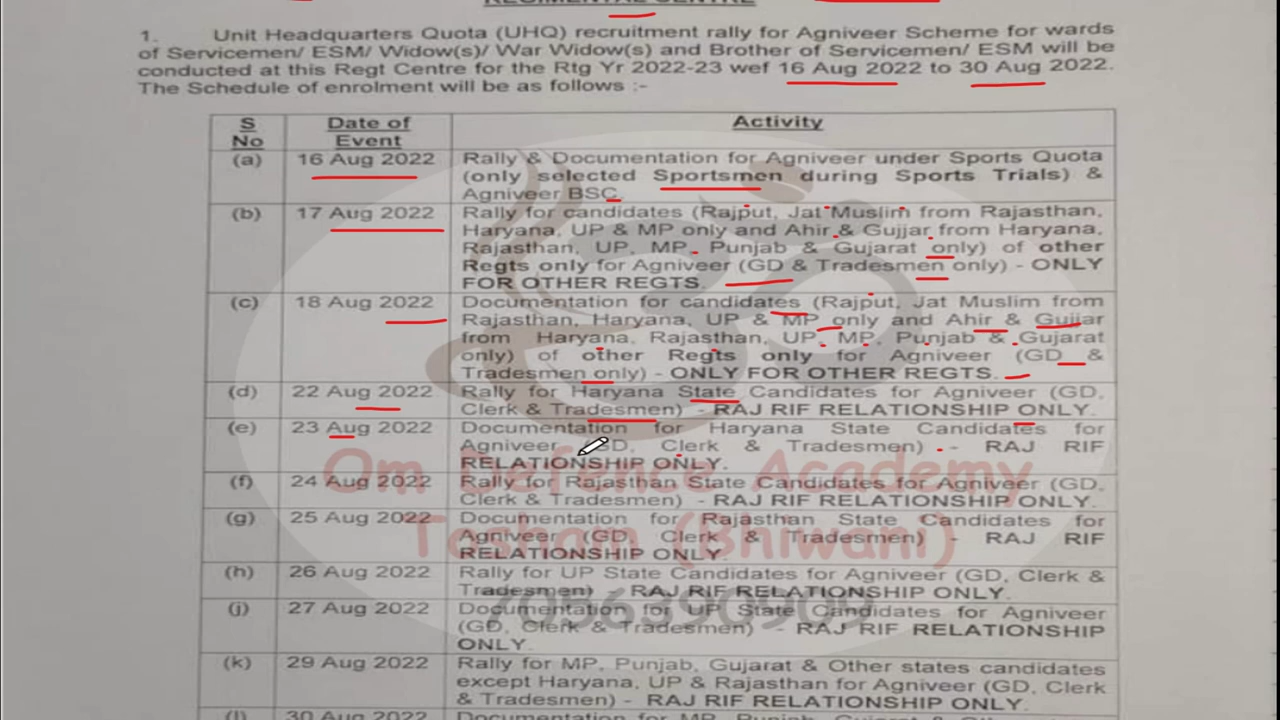 REGIMENTAL CENTRE
1. Unit Headquarters Quota (UHQ) recruitment rally for Agniveer Scheme for wards
of Servicemen/ ESM/ Widow(s)/ War Widow(s) and Brother of Servicemen/ ESM will be
conducted at this Regt Centre for the Rtg Yr 2022-23 wef 16 Aug 2022 to 30 Aug 2022.
The Schedule of enrolment will be as follows :-
S No Date of Event Activity
(a) 16 Aug 2022 Rally & Documentation for Agniveer under Sports Quota
(only selected Sportsmen during Sports Trials) &
Agniveer BSC.
(b) 17 Aug 2022 Rally for candidates (Rajput, Jat Muslim from Rajasthan,
Haryana, UP & MP only and Ahir & Gujjar from Haryana,
Rajasthan, UP, MP, Punjab & Gujarat only) of other
Regts only for Agniveer (GD & Tradesmen only) - ONLY
FOR OTHER REGTS.
(c) 18 Aug 2022 Documentation for candidates (Rajput, Jat Muslim from
Rajasthan, Haryana, UP & MP only and Ahir & Gujjar
from Haryana, Rajasthan, UP, MP, Punjab & Gujarat
only) of other Regts only for Agniveer (GD &
Tradesmen only) - ONLY FOR OTHER REGTS.
(d) 22 Aug 2022 Rally for Haryana State Candidates for Agniveer (GD,
Clerk & Tradesmen) - RAJ RIF RELATIONSHIP ONLY.
(e) 23 Aug 2022 Documentation for Haryana State Candidates for
Agniveer (GD, Clerk & Tradesmen) - RAJ RIF
RELATIONSHIP ONLY.
(f) 24 Aug 2022 Rally for Rajasthan State Candidates for Agniveer (GD,
Clerk & Tradesmen) - RAJ RIF RELATIONSHIP ONLY.
(g) 25 Aug 2022 Documentation for Rajasthan State Candidates for
Agniveer (GD, Clerk & Tradesmen) - RAJ RIF
RELATIONSHIP ONLY.
(h) 26 Aug 2022 Rally for UP State Candidates for Agniveer (GD, Clerk &
Tradesmen) - RAJ RIF RELATIONSHIP ONLY.
(j) 27 Aug 2022 Documentation for UP State Candidates for Agniveer
(GD, Clerk & Tradesmen) - RAJ RIF RELATIONSHIP
ONLY.
(k) 29 Aug 2022 Rally for MP, Punjab, Gujarat & Other states candidates
except Haryana, UP & Rajasthan for Agniveer (GD, Clerk
& Tradesmen) - RAJ RIF RELATIONSHIP ONLY.
(l) 30 Aug 2022 Documentation for MP, Punjab, Gujarat &
Om Defence Academy
Tosham (Bhiwani)